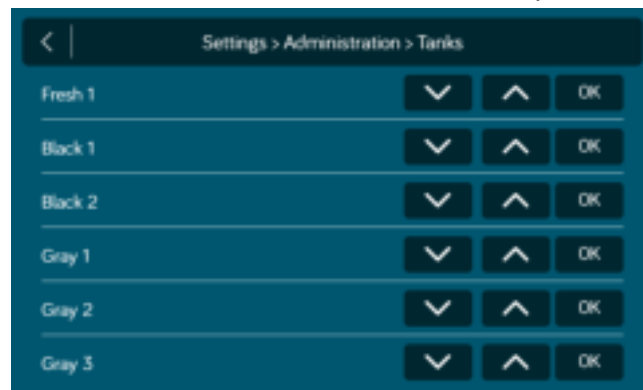 Settings > Administration > Tanks
Fresh 1 OK
Black 1 OK
Black 2 OK
Gray 1 OK
Gray 2 OK
Gray 3 OK